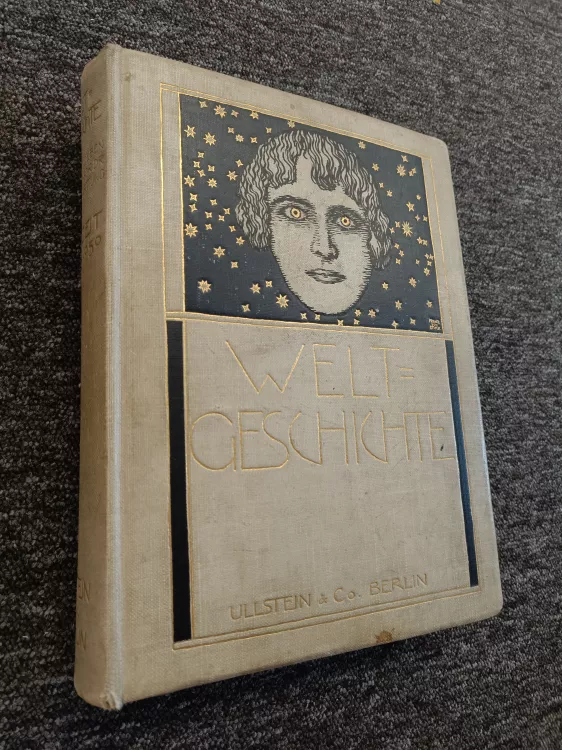 WELT=
GESCHICHTE
ULLSTEIN & Co. BERLIN